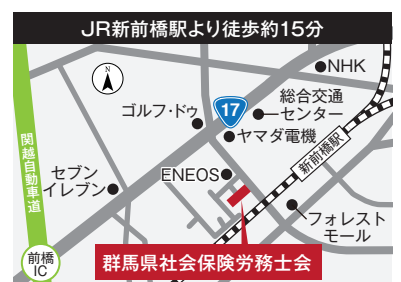 JR新前橋駅より徒歩約15分
N
NHK
総合交通
センター
ゴルフ・ドゥ
17
ヤマダ電機
関越自動車道
新前橋駅
セブン
イレブン
ENEOS
フォレスト
モール
前橋
IC
群馬県社会保険労務士会